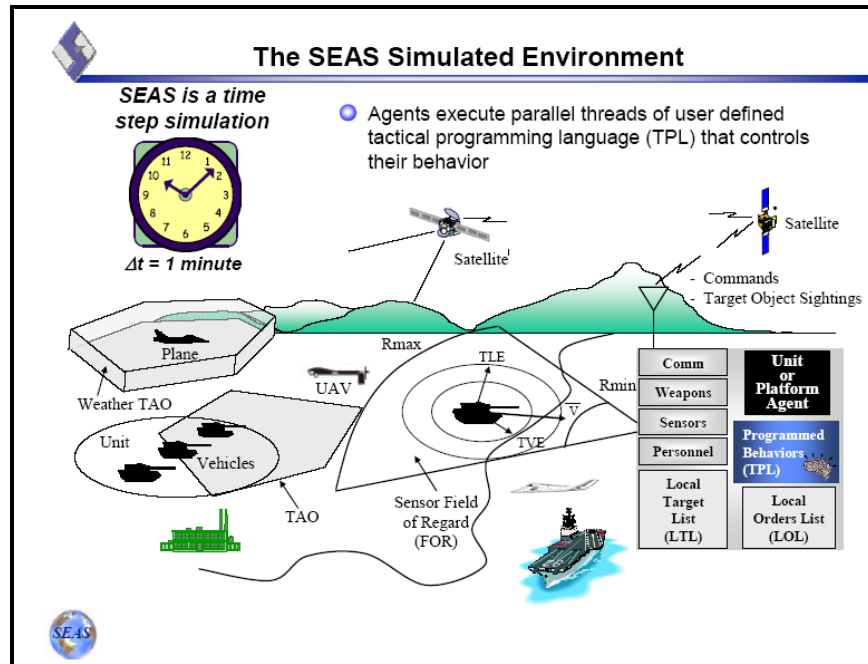 The SEAS Simulated Environment
SEAS is a time
step simulation
12
1
2
3
4
5
6
7
8
9
10
11
Δt = 1 minute
Agents execute parallel threads of user defined
tactical programming language (TPL) that controls
their behavior
Satellite
Satellite
- Commands
- Target Object Sightings
Plane
Weather TAO
UAV
Rmax
TLE
Rmin
V
TVE
Unit
Vehicles
TAO
Sensor Field
of Regard
(FOR)
Comm
Weapons
Sensors
Personnel
Local
Target
List
(LTL)
Unit
or
Platform
Agent
Programmed
Behaviors
(TPL)
Local
Orders List
(LOL)
SEAS